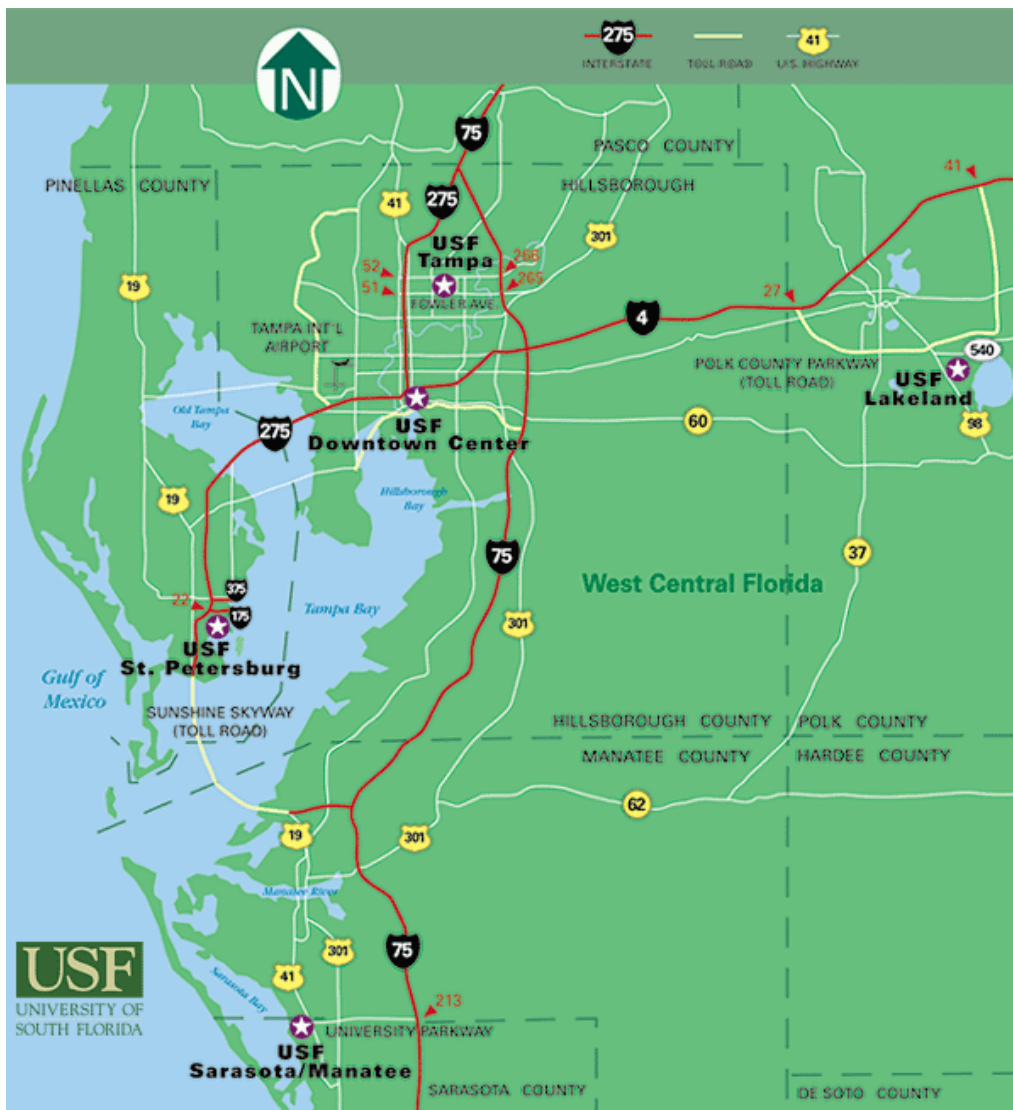 275
41
N
INTERSTATE
TOLL ROAD
U.S. HIGHWAY
75
PASCO COUNTY
41
PINELLAS COUNTY
HILLSBOROUGH
275
41
301
USF
Tampa
52
266
51
265
FOWLER AVE.
19
27
4
TAMPA INT'L
AIRPORT
POLK COUNTY PARKWAY
(TOLL ROAD)
540
USF
Lakeland
Old Tampa
Bay
USF
Downtown Center
275
60
98
Hillsborough
Bay
19
75
37
375
West Central Florida
22
175
Tampa Bay
301
USF
St. Petersburg
Gulf of
Mexico
SUNSHINE SKYWAY
(TOLL ROAD)
HILLSBOROUGH COUNTY
POLK COUNTY
MANATEE COUNTY
HARDEE COUNTY
62
19
301
Manatee River
USF
UNIVERSITY OF
SOUTH FLORIDA
301
75
41
Sarasota Bay
213
UNIVERSITY PARKWAY
USF
Sarasota/Manatee
SARASOTA COUNTY
DE SOTO COUNTY